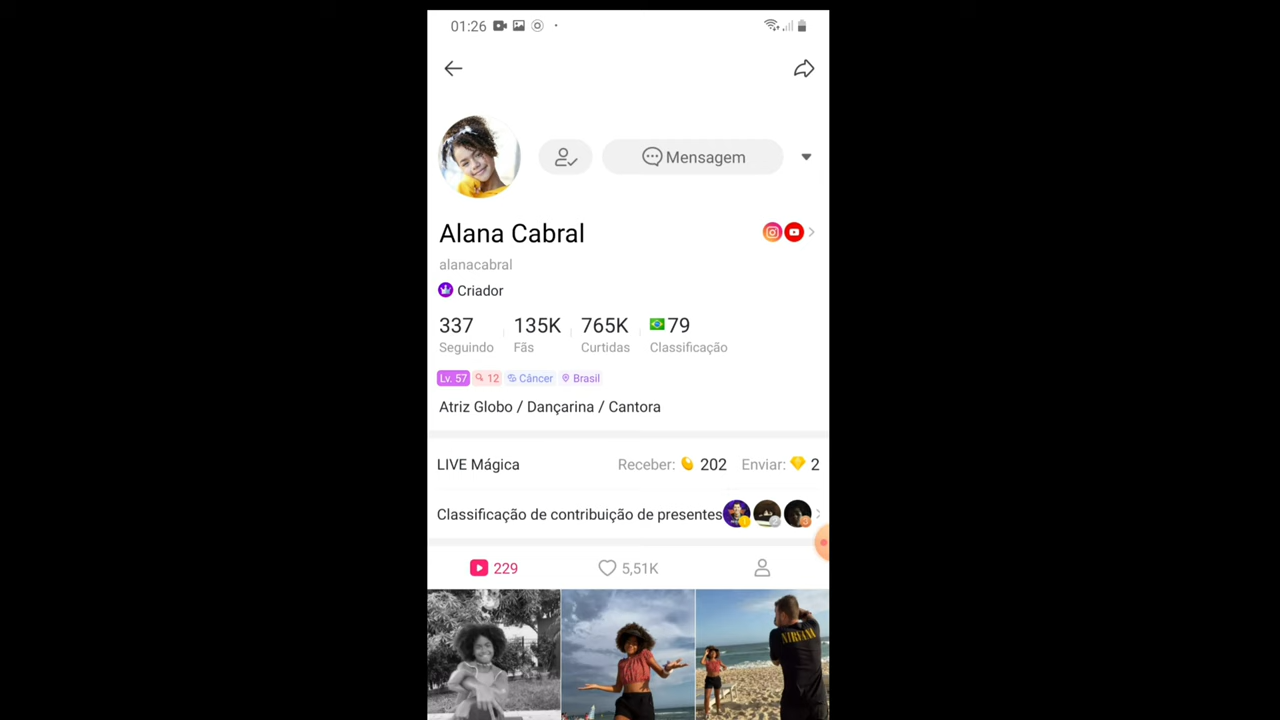 01:26
Mensagem
Alana Cabral
alanacabral
Criador
337 135K 765K 79
Seguindo Fãs Curtidas Classificação
Lv. 57 12 Câncer Brasil
Atriz Globo / Dançarina / Cantora
LIVE Mágica Receber: 202 Enviar: 2
Classificação de contribuição de presentes
229 5,51K
NIRVANA